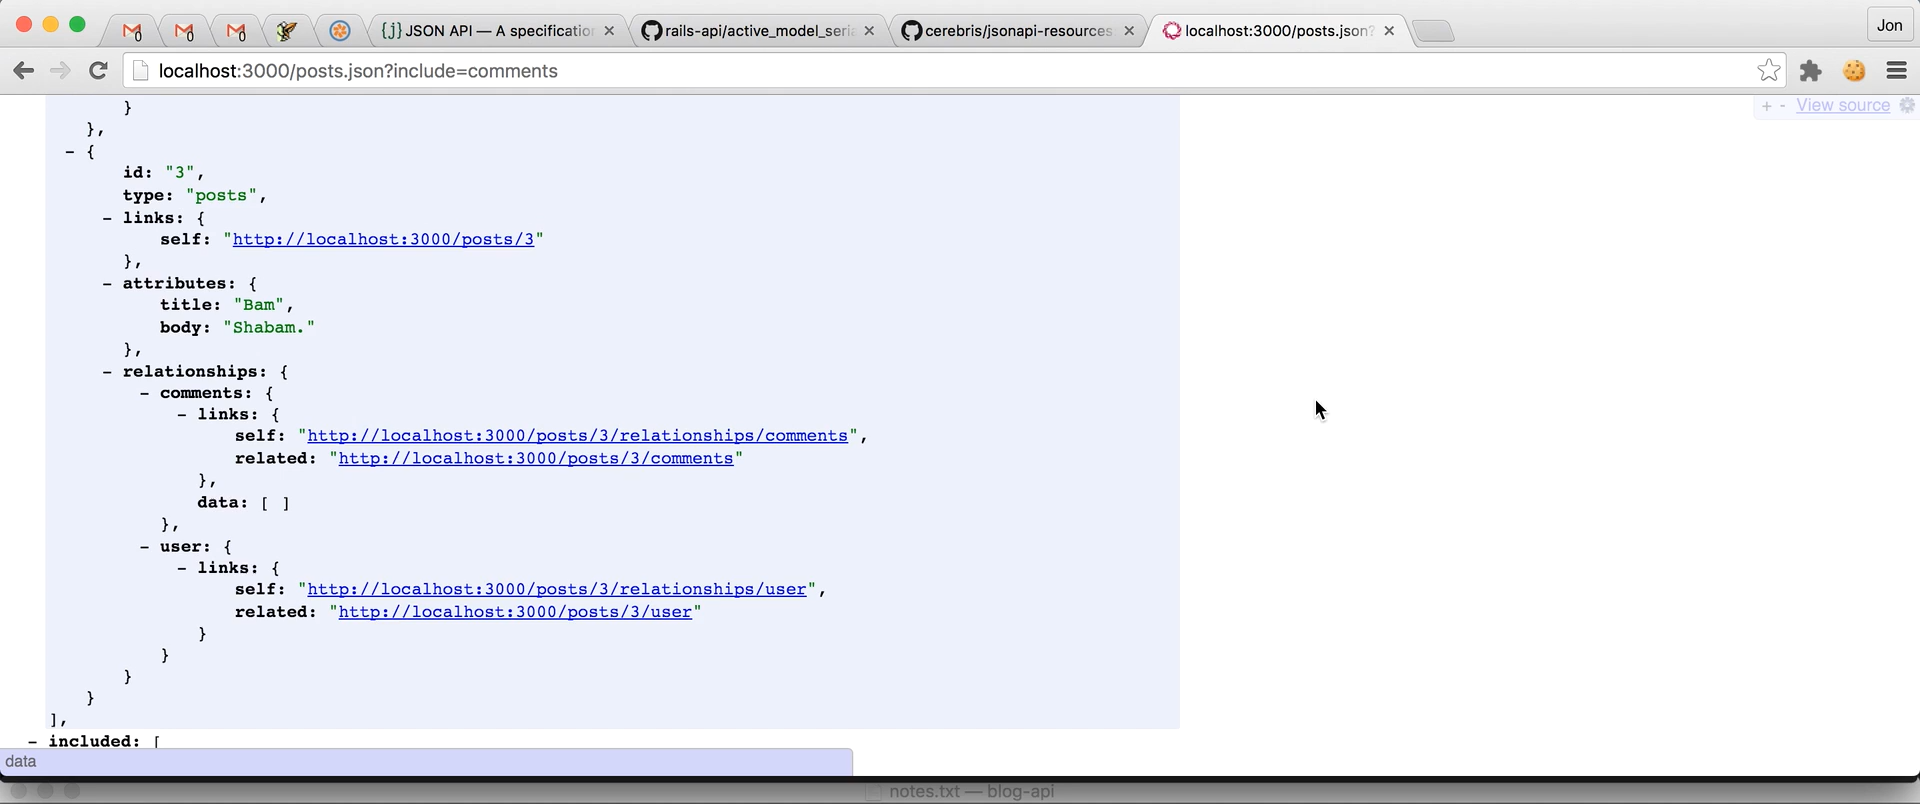 Jon
{j} JSON API — A specification
rails-api/active_model_seria
cerebris/jsonapi-resources
localhost:3000/posts.json?
localhost:3000/posts.json?include=comments
+ - View source
}
},
- {
id: "3",
type: "posts",
- links: {
self: "http://localhost:3000/posts/3"
},
- attributes: {
title: "Bam",
body: "Shabam."
},
- relationships: {
- comments: {
- links: {
self: "http://localhost:3000/posts/3/relationships/comments",
related: "http://localhost:3000/posts/3/comments"
},
data: [ ]
},
- user: {
- links: {
self: "http://localhost:3000/posts/3/relationships/user",
related: "http://localhost:3000/posts/3/user"
}
}
}
}
],
- included: [
data
notes.txt — blog-api